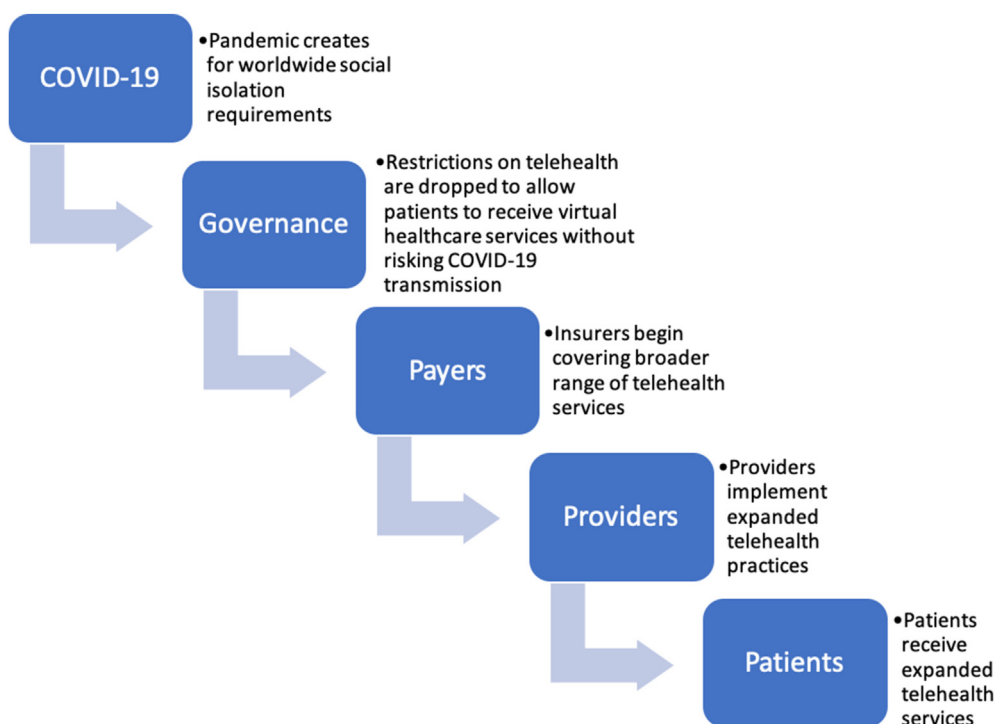 COVID-19
•Pandemic creates
for worldwide social
isolation
requirements
Governance
•Restrictions on telehealth
are dropped to allow
patients to receive virtual
healthcare services without
risking COVID-19
transmission
Payers
•Insurers begin
covering broader
range of telehealth
services
Providers
•Providers
implement
expanded
telehealth
practices
Patients
•Patients
receive
expanded
telehealth
services